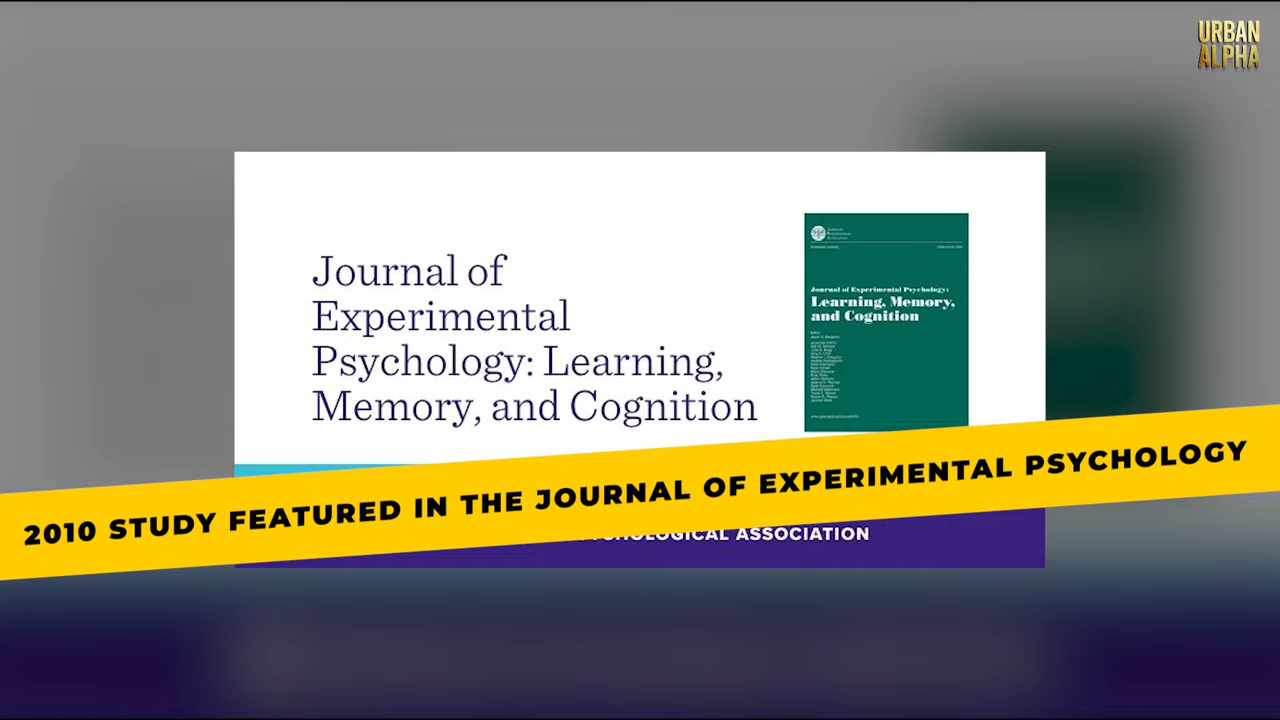 URBAN
ALPHA
Journal of
Experimental
Psychology: Learning,
Memory, and Cognition
Journal of Experimental Psychology:
Learning, Memory,
and Cognition
2010 STUDY FEATURED IN THE JOURNAL OF EXPERIMENTAL PSYCHOLOGY
ASSOCIATION